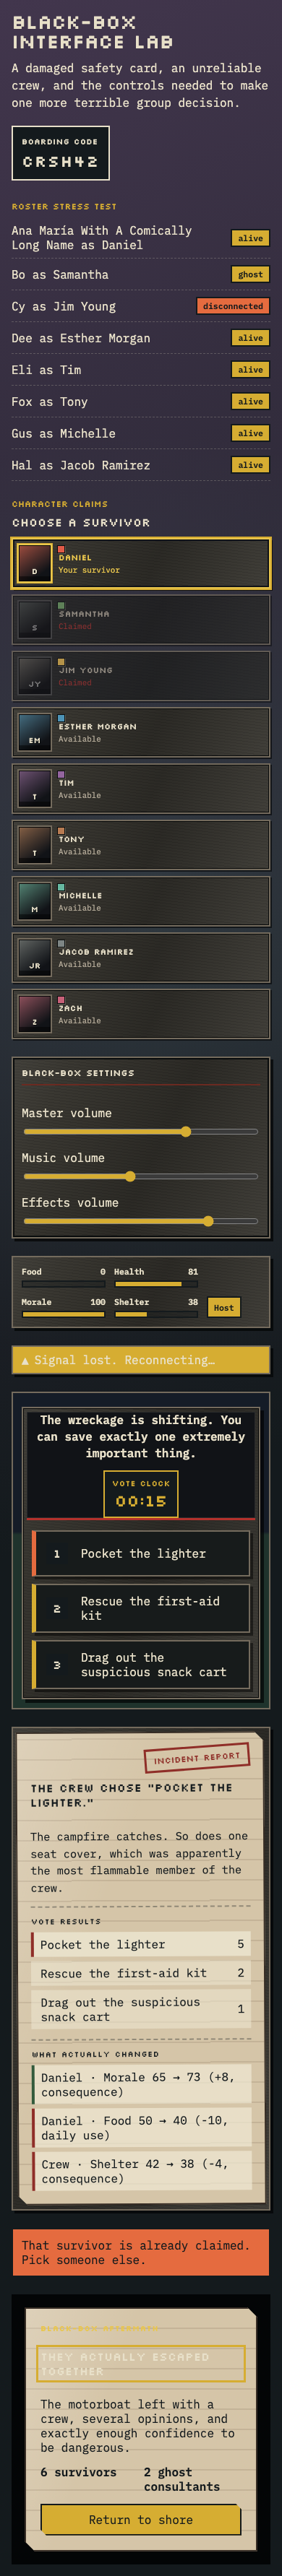 BLACK-BOX
INTERFACE LAB
A damaged safety card, an unreliable
crew, and the controls needed to make
one more terrible group decision.
BOARDING CODE
CRSH42
ROSTER STRESS TEST
Ana María With A Comically
Long Name as Daniel
alive
Bo as Samantha
ghost
Cy as Jim Young
disconnected
Dee as Esther Morgan
alive
Eli as Tim
alive
Fox as Tony
alive
Gus as Michelle
alive
Hal as Jacob Ramirez
alive
CHARACTER CLAIMS
CHOOSE A SURVIVOR
D
DANIEL
Your survivor
S
SAMANTHA
Claimed
JY
JIM YOUNG
Claimed
EM
ESTHER MORGAN
Available
T
TIM
Available
T
TONY
Available
M
MICHELLE
Available
JR
JACOB RAMIREZ
Available
Z
ZACH
Available
BLACK-BOX SETTINGS
Master volume
Music volume
Effects volume
Food 0 Health 81
Morale 100 Shelter 38 Host
▲ Signal lost. Reconnecting…
The wreckage is shifting. You
can save exactly one extremely
important thing.
VOTE CLOCK
00:15
1 Pocket the lighter
2 Rescue the first-aid
kit
3 Drag out the
suspicious snack cart
INCIDENT REPORT
THE CREW CHOSE "POCKET THE
LIGHTER."
The campfire catches. So does one
seat cover, which was apparently
the most flammable member of the
crew.
VOTE RESULTS
Pocket the lighter 5
Rescue the first-aid kit 2
Drag out the suspicious
snack cart 1
WHAT ACTUALLY CHANGED
Daniel · Morale 65 → 73 (+8,
consequence)
Daniel · Food 50 → 40 (-10,
daily use)
Crew · Shelter 42 → 38 (-4,
consequence)
That survivor is already claimed.
Pick someone else.
THEY ACTUALLY ESCAPED
TOGETHER
The motorboat left with a
crew, several opinions, and
exactly enough confidence to
be dangerous.
6 survivors 2 ghost
consultants
Return to shore